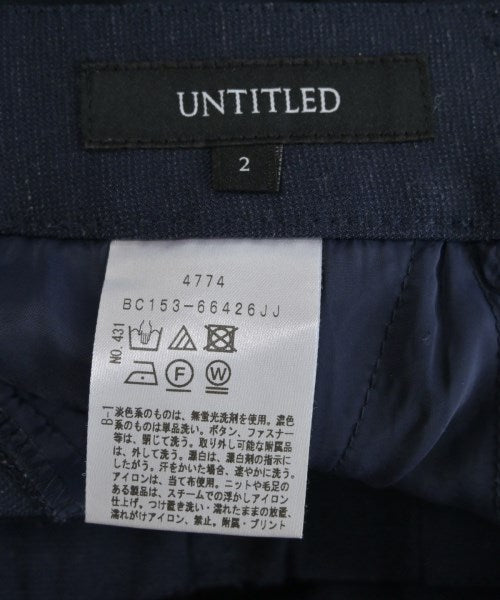 UNTITLED
2
4774
BC153-66426JJ
NO.431
F
W
B-1
淡色系のものは、無蛍光洗剤を使用。濃色
系のものは単品洗い。ボタン、ファスナー
等は、閉じて洗う。取り外し可能な附属品
は、外して洗う。漂白は、漂白剤の指示に
したがう。汗をかいた場合、速やかに洗う。
アイロンは、当て布使用。ニットや毛足の
ある製品は、スチームでの浮かしアイロン
仕上げ。つけ置き洗い・濡れたままの放置、
濡れがけアイロン、禁止。附属・プリント